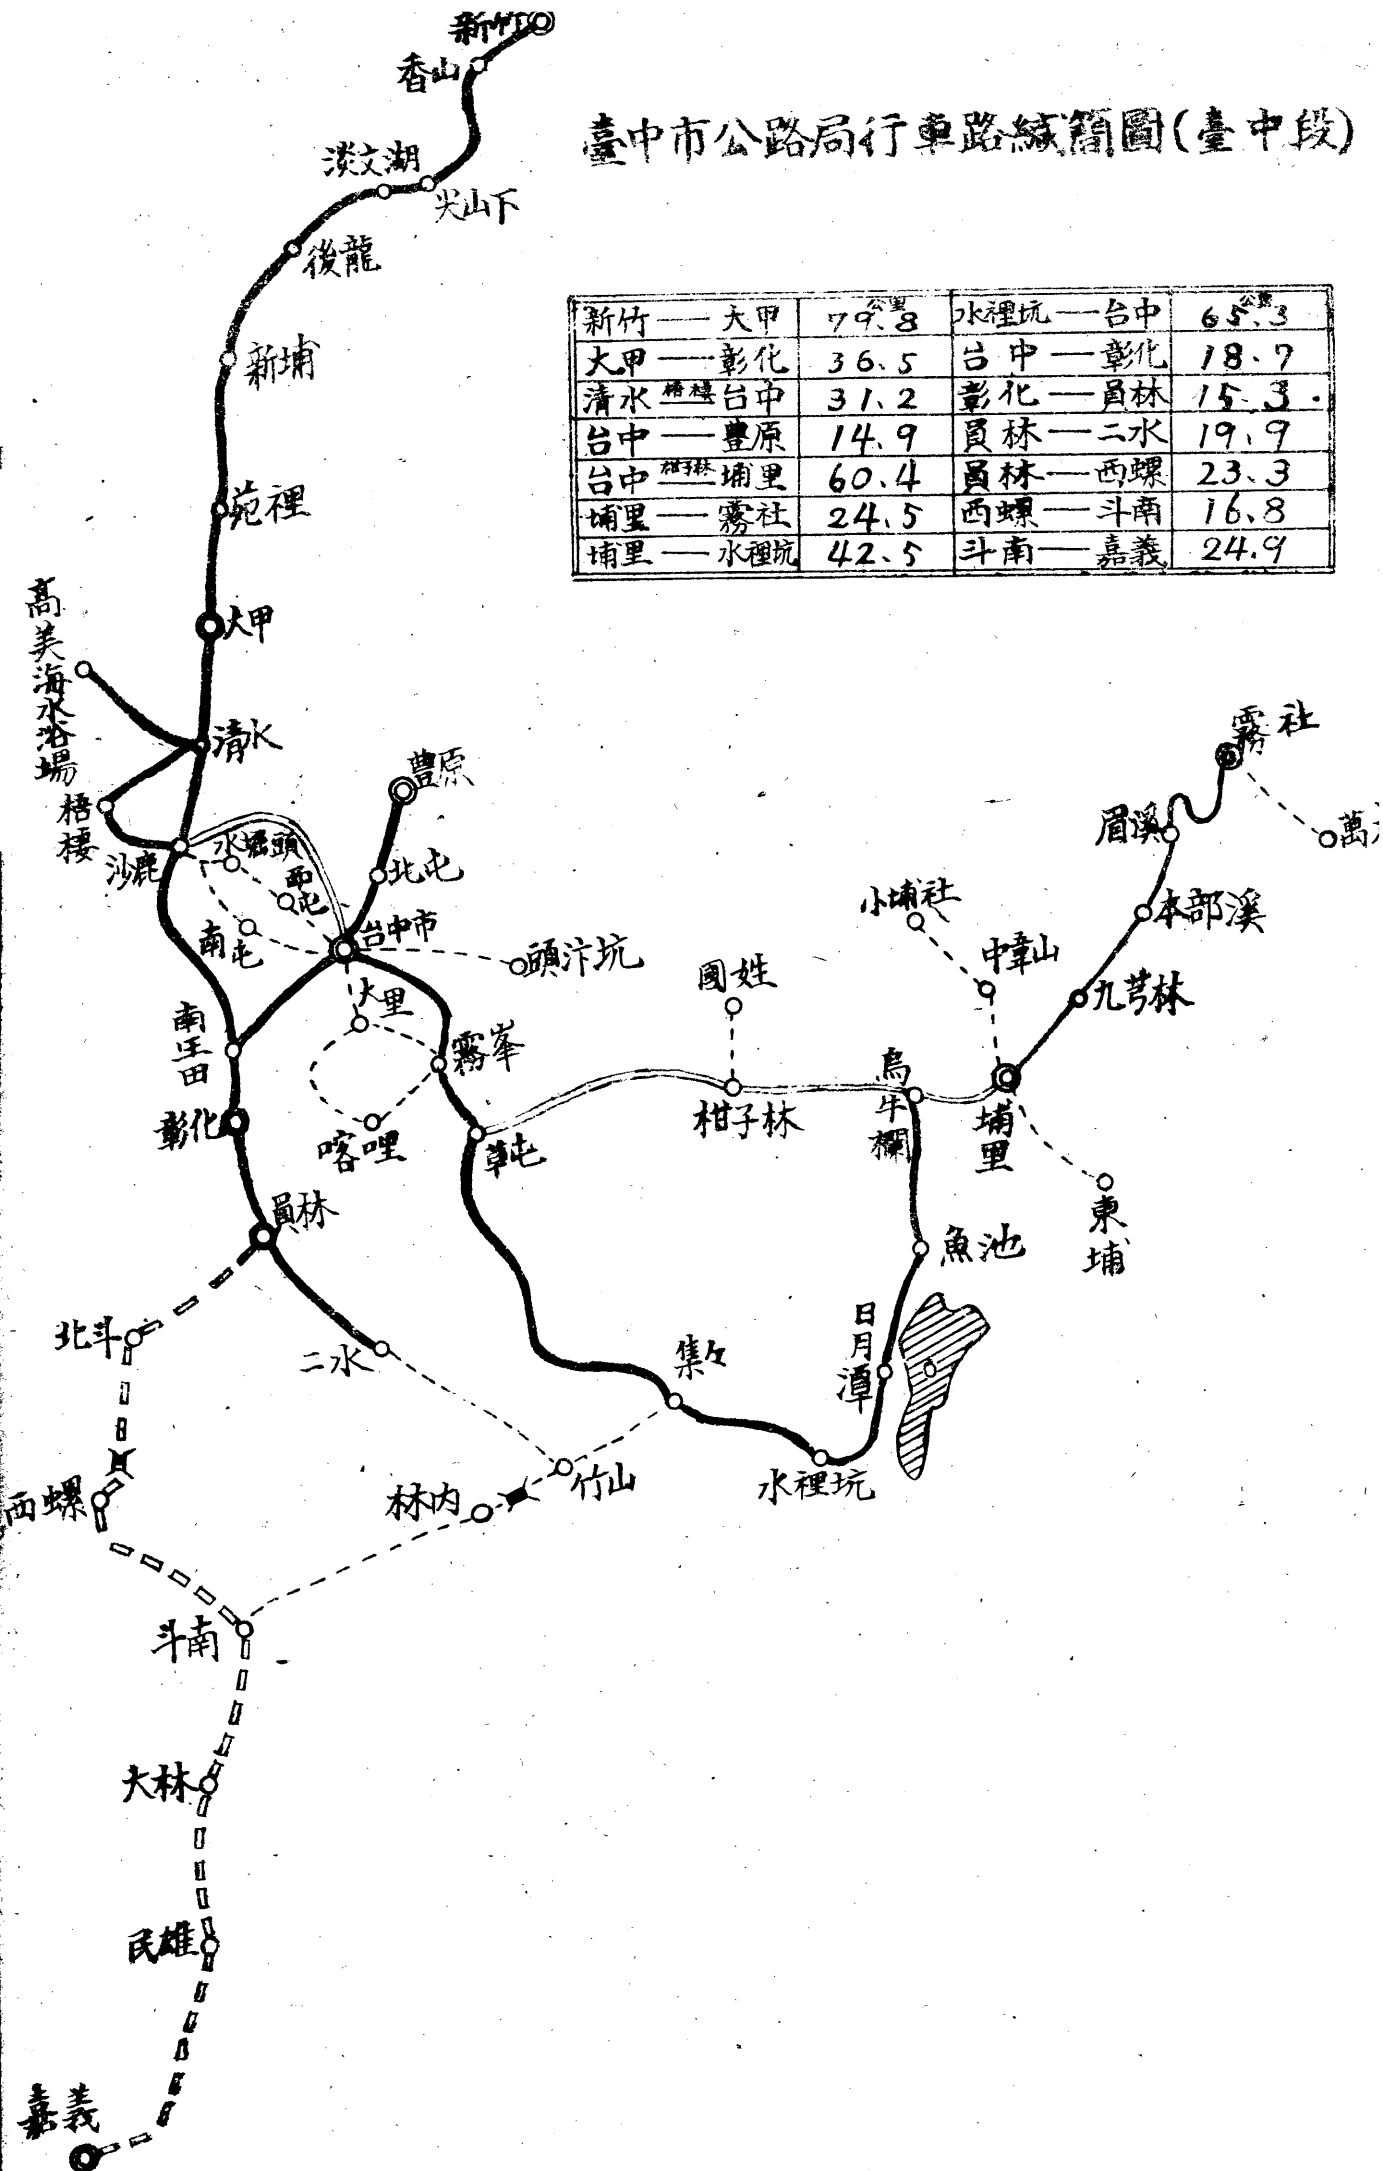 新竹
香山
臺中市公路局行車路線簡圖(臺中段)
淡文湖
尖山下
後龍
新竹——大甲 79.8公里 水裡坑——台中 65.3公里
大甲——彰化 36.5 台中——彰化 18.7
清水 梧棲 台中 31.2 彰化——員林 15.3
台中——豊原 14.9 員林——二水 19.9
台中 柑子林 埔里 60.4 員林——西螺 23.3
埔里——霧社 24.5 西螺——斗南 16.8
埔里——水裡坑 42.5 斗南——嘉義 24.9
新埔
苑裡
大甲
高美海水浴場
清水
梧棲
沙鹿
水堀頭
西屯
南屯
豊原
北屯
台中市
頭汴坑
大里
霧峯
喀哩
草屯
南王田
彰化
員林
北斗
二水
霧社
眉溪
萬
本部溪
九芎林
小埔社
中韋山
國姓
柑子林
烏牛欄
埔里
東埔
魚池
日月潭
集々
水裡坑
竹山
林内
西螺
斗南
大林
民雄
嘉義